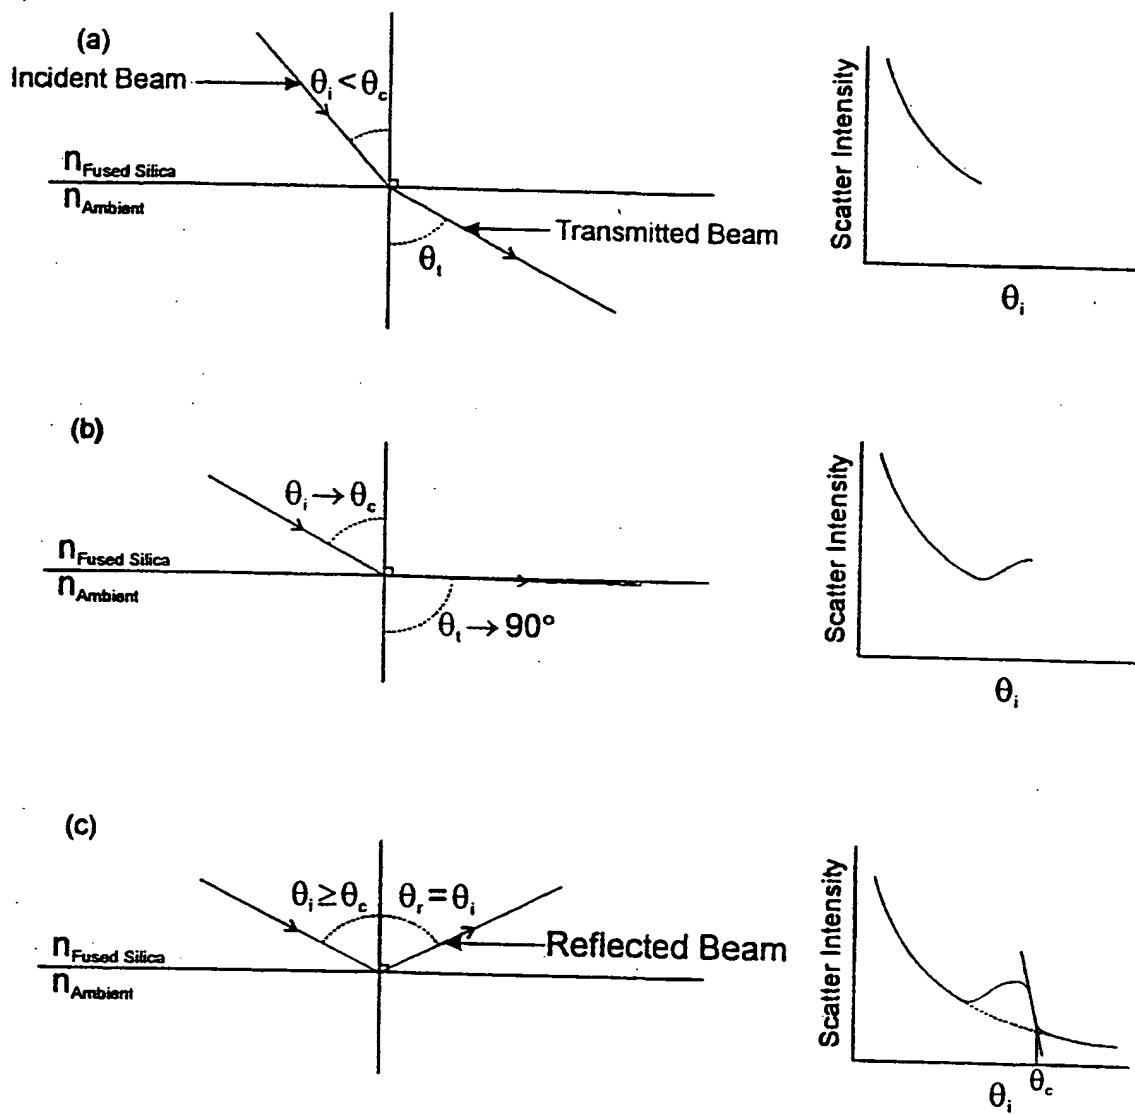 (a)
Incident Beam
θi < θc
nFused Silica
nAmbient
Transmitted Beam
θt
Scatter Intensity
θi
(b)
θi → θc
nFused Silica
nAmbient
θt → 90°
Scatter Intensity
θi
(c)
θi ≥ θc
θr = θi
nFused Silica
nAmbient
Reflected Beam
Scatter Intensity
θc
θi